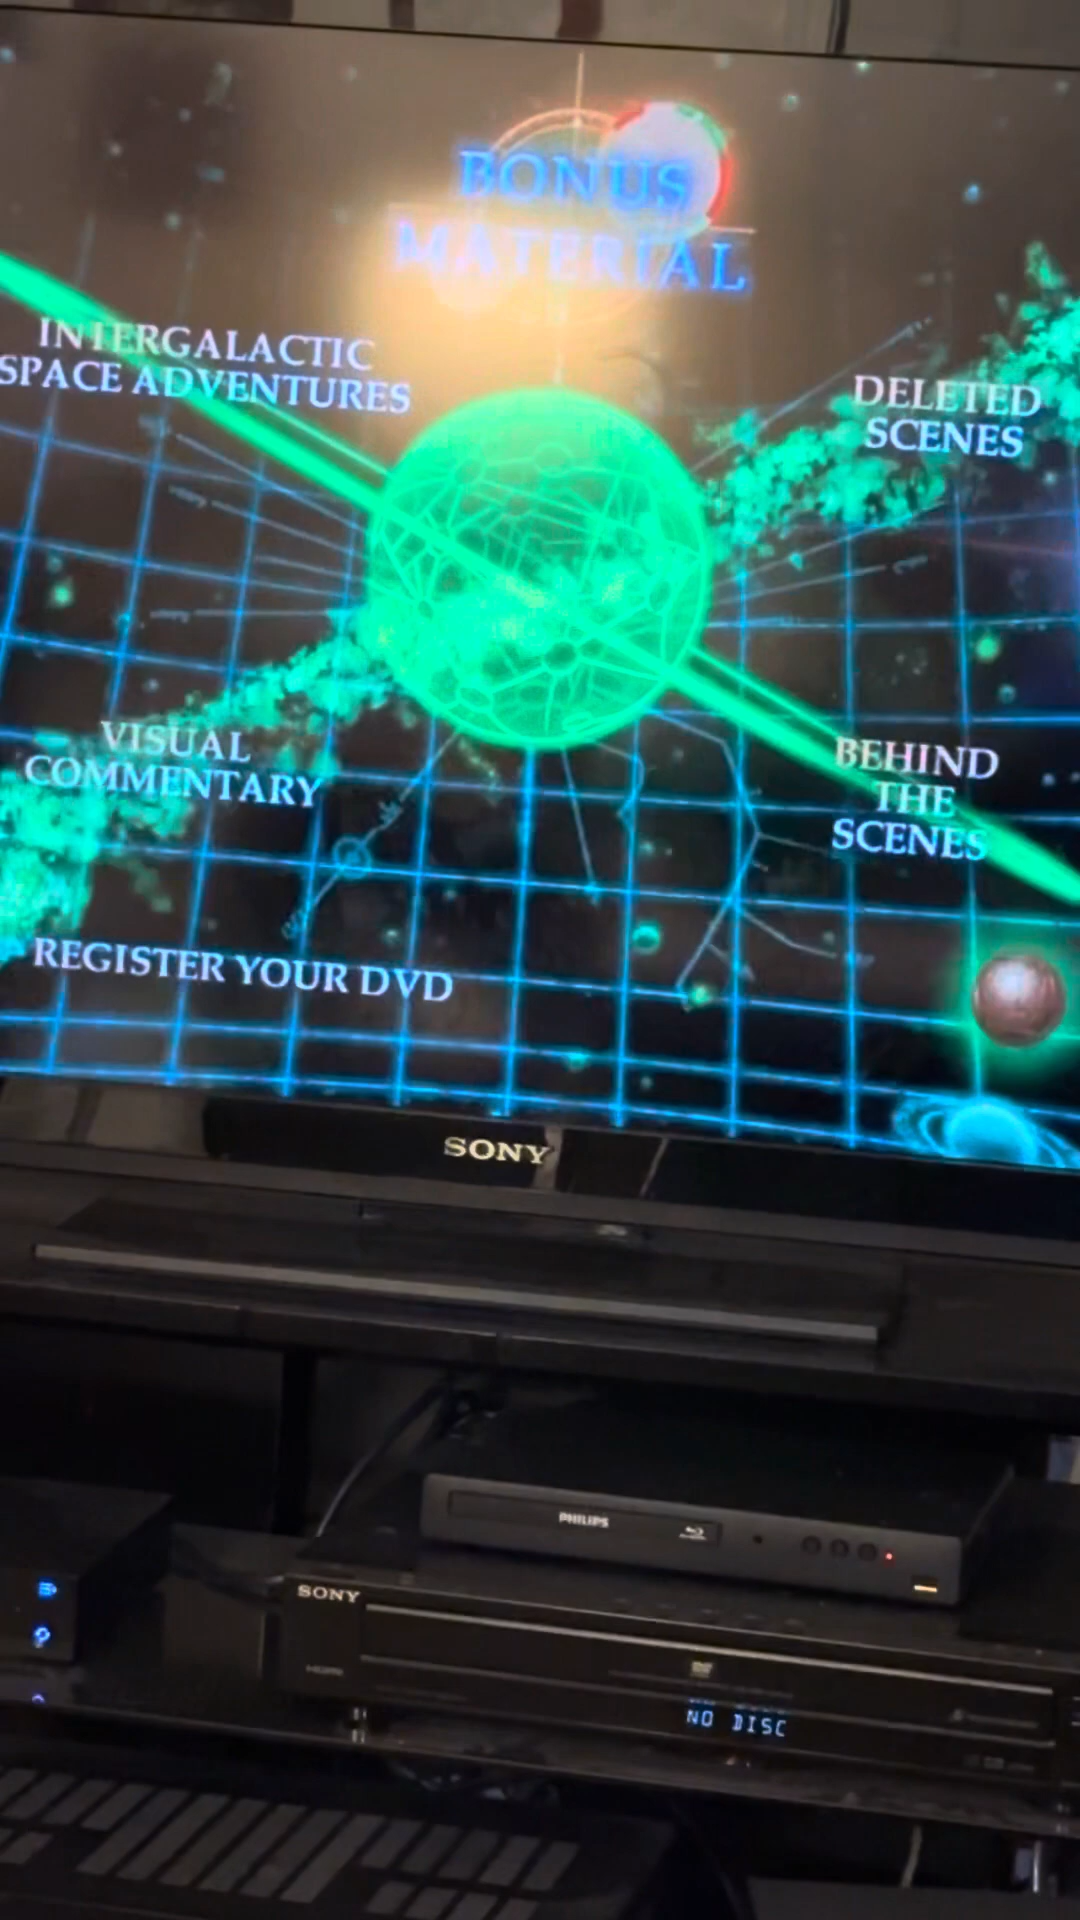 BONUS
MATERIAL
INTERGALACTIC
SPACE ADVENTURES
DELETED
SCENES
VISUAL
COMMENTARY
BEHIND
THE
SCENES
REGISTER YOUR DVD
SONY
PHILIPS
SONY
NO DISC